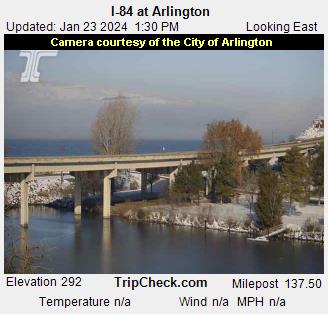 I-84 at Arlington
Updated: Jan 23 2024 1:30 PM Looking East
Camera courtesy of the City of Arlington
Elevation 292 TripCheck.com Milepost 137.50
Temperature n/a Wind n/a MPH n/a